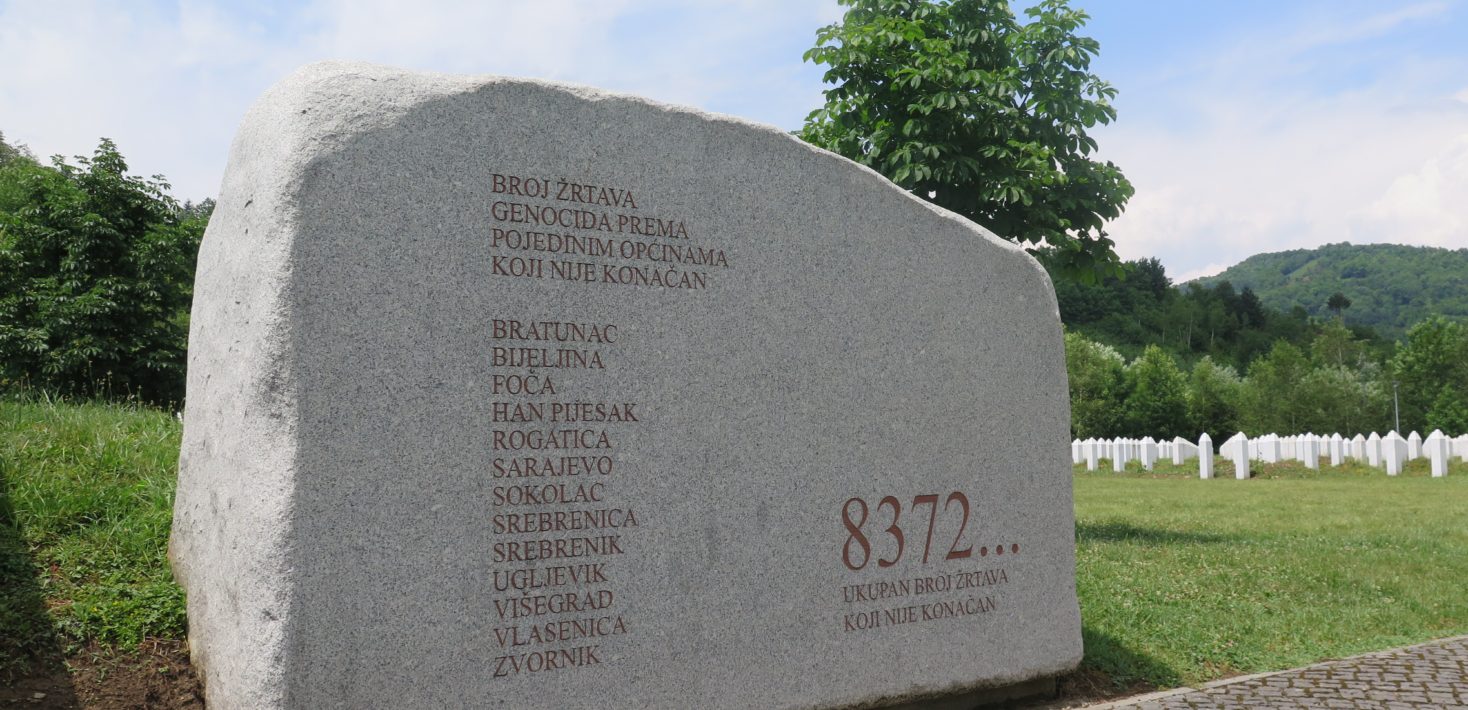 BROJ ŽRTAVA
GENOCIDA PREMA
POJEDINIM OPĆINAMA
KOJI NIJE KONAČAN
BRATUNAC
BIJELJINA
FOČA
HAN PIJESAK
ROGATICA
SARAJEVO
SOKOLAC
SREBRENICA
SREBRENIK
UGLJEVIK
VIŠEGRAD
VLASENICA
ZVORNIK
8372...
UKUPAN BROJ ŽRTAVA
KOJI NIJE KONAČAN